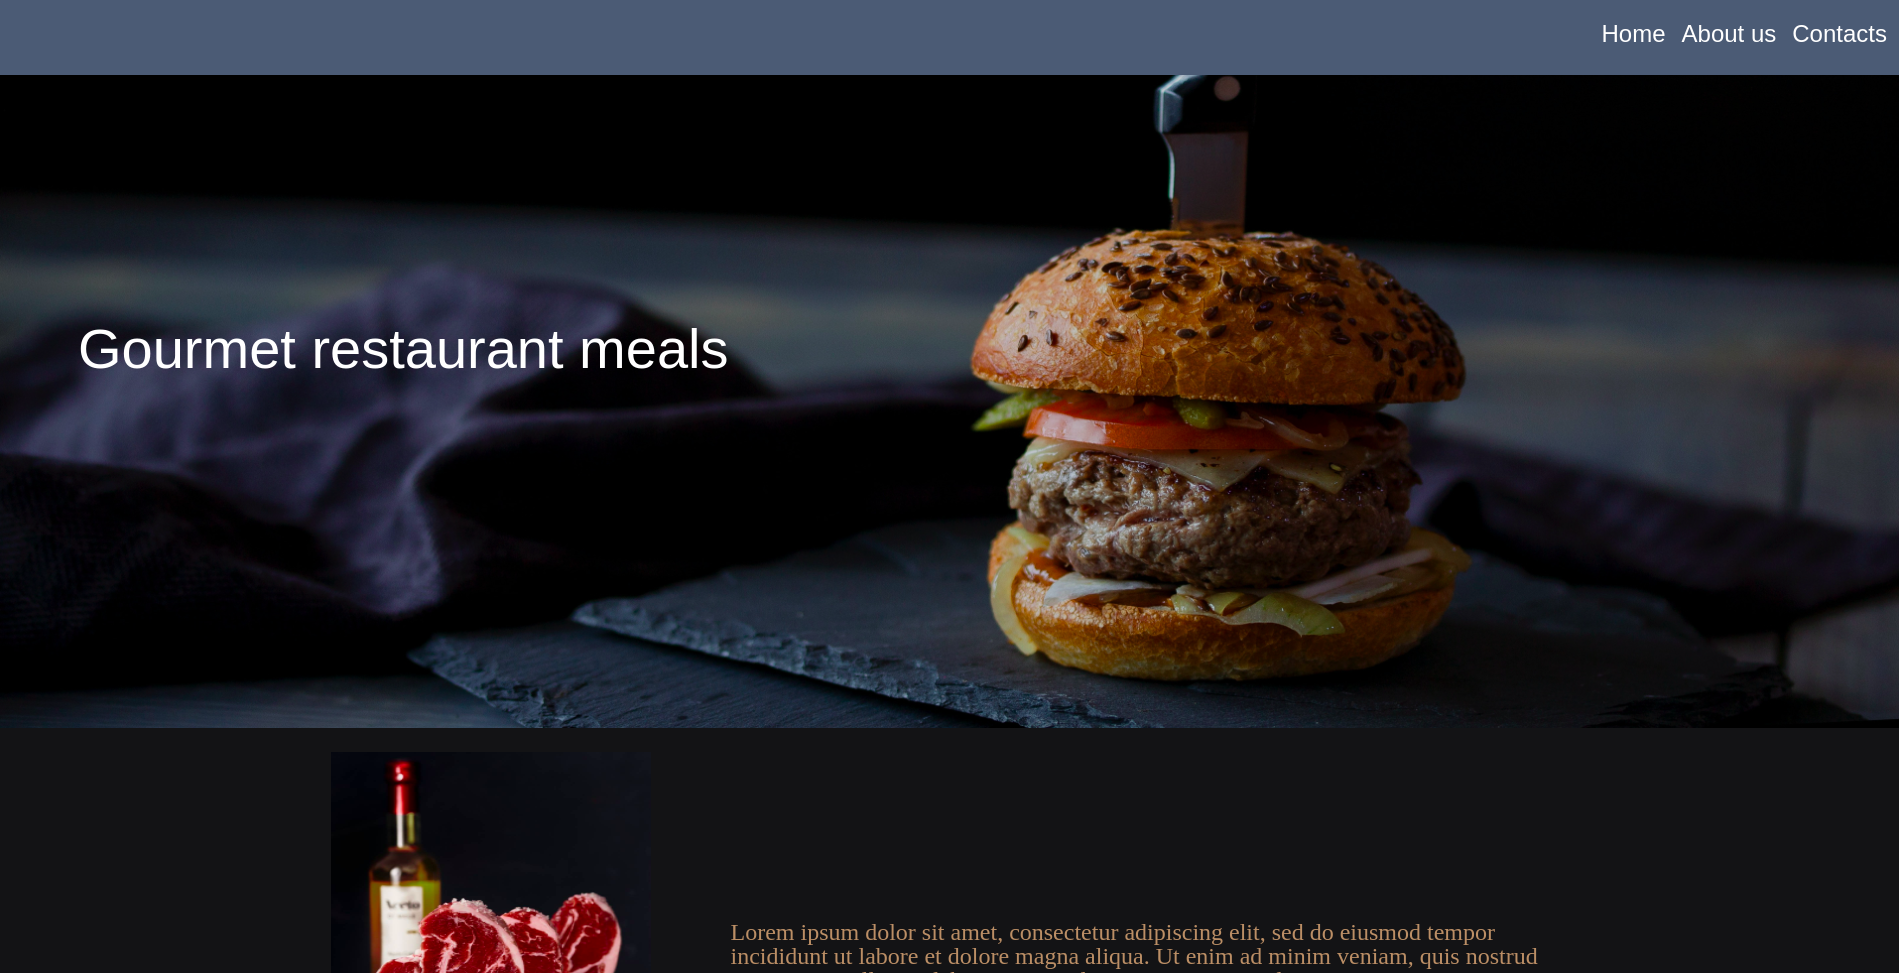 Home About us Contacts
Gourmet restaurant meals
Lorem ipsum dolor sit amet, consectetur adipiscing elit, sed do eiusmod tempor
incididunt ut labore et dolore magna aliqua. Ut enim ad minim veniam, quis nostrud